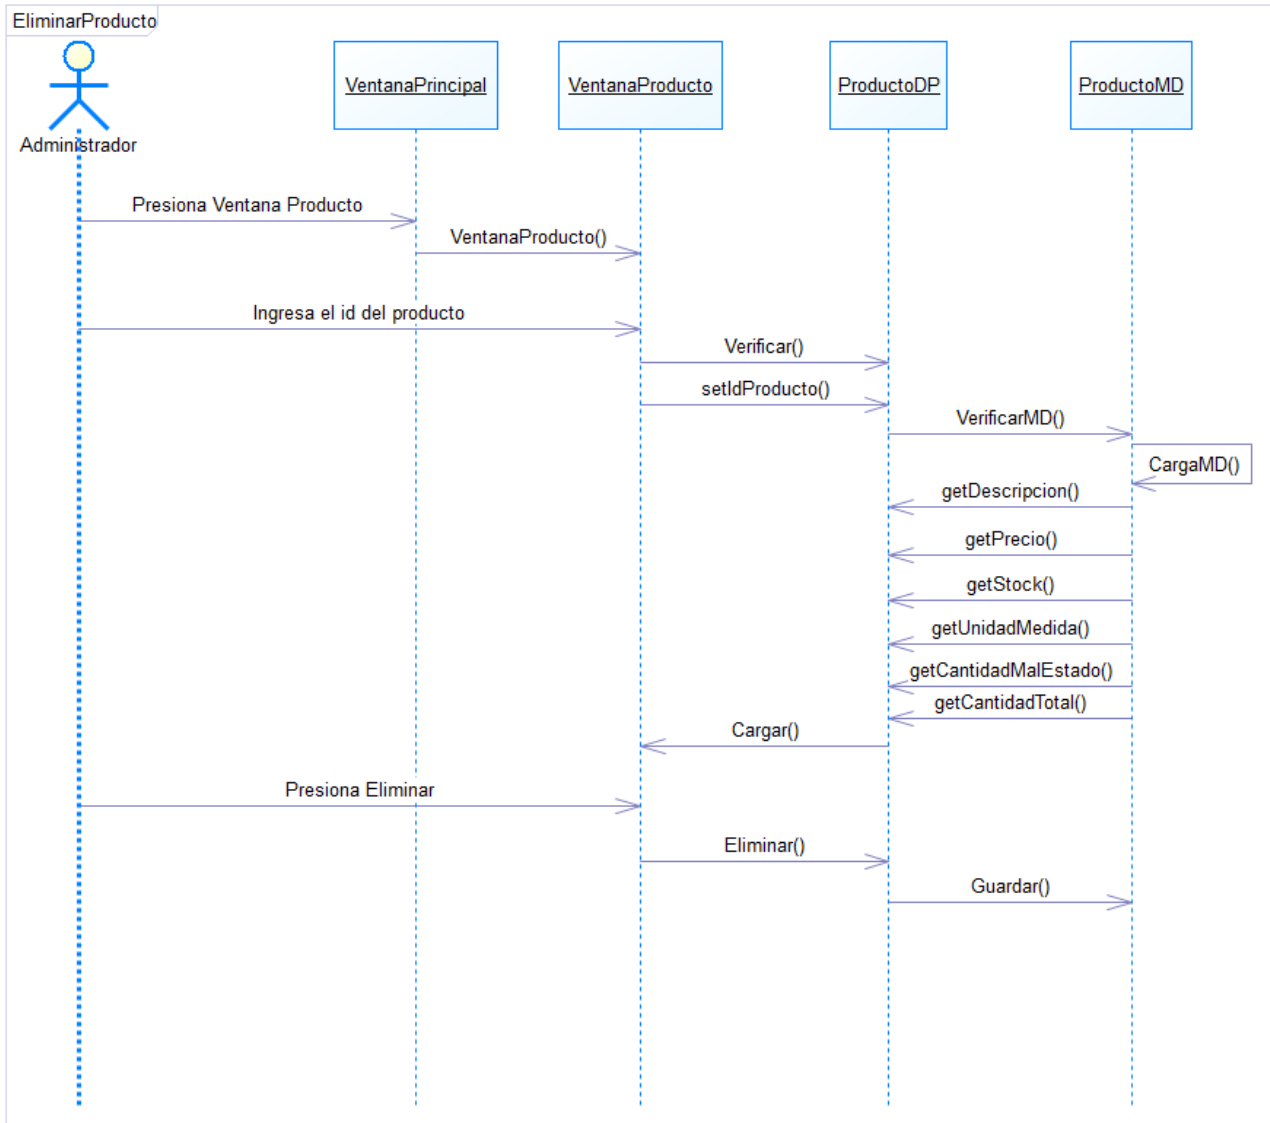 EliminarProducto
Administrador
VentanaPrincipal
VentanaProducto
ProductoDP
ProductoMD
Presiona Ventana Producto
VentanaProducto()
Ingresa el id del producto
Verificar()
setIdProducto()
VerificarMD()
CargaMD()
getDescripcion()
getPrecio()
getStock()
getUnidadMedida()
getCantidadMalEstado()
getCantidadTotal()
Cargar()
Presiona Eliminar
Eliminar()
Guardar()